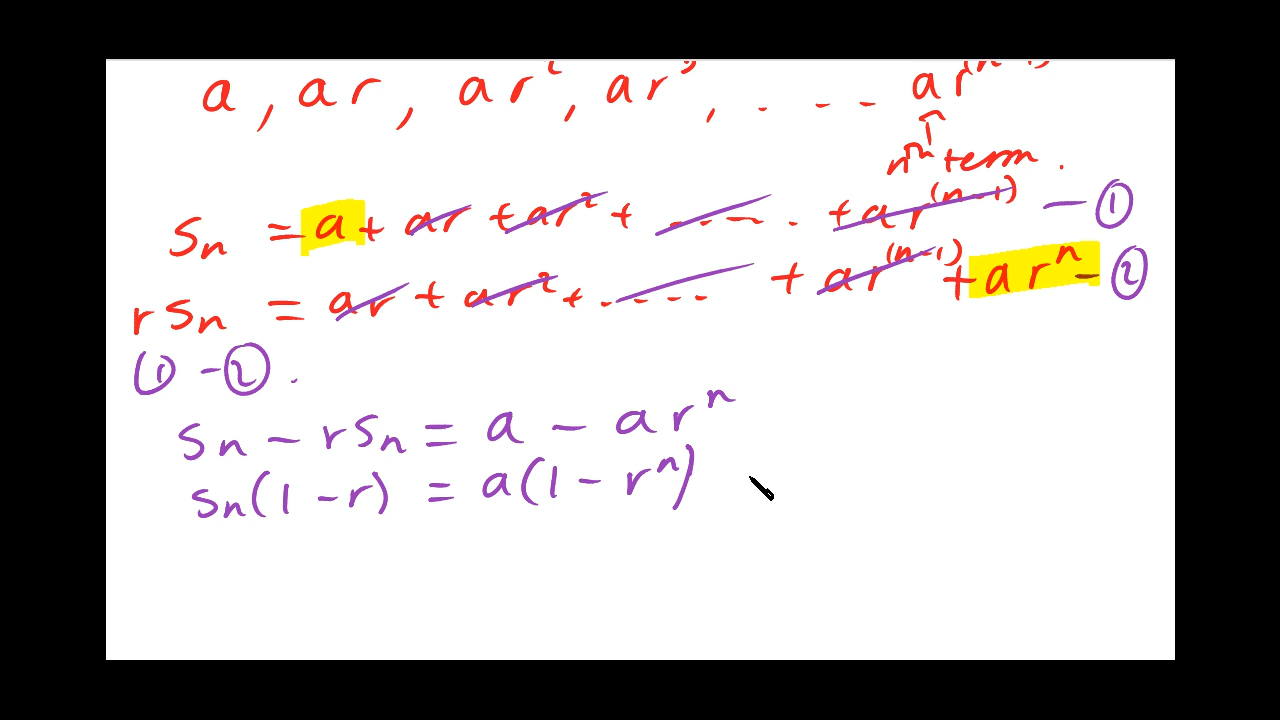 a, ar, ar², ar³, . - - - ar⁽ⁿ⁻¹⁾
↑
nᵗʰ term.
Sn = a + ar + ar² + ..... + ar⁽ⁿ⁻¹⁾ — ①
rSn = ar + ar² + ..... + ar⁽ⁿ⁻¹⁾ + arⁿ - ②
① - ② .
Sn - rSn = a - arⁿ
Sn(1 - r) = a(1 - rⁿ)